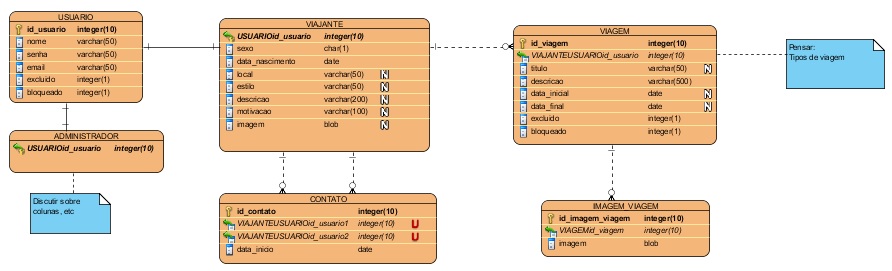 USUARIO
id_usuario integer(10)
nome varchar(50)
senha varchar(50)
email varchar(50)
excluido integer(1)
bloqueado integer(1)
VIAJANTE
USUARIOid_usuario integer(10)
sexo char(1)
data_nascimento date
local varchar(50) N
estilo varchar(50) N
descricao varchar(200) N
motivacao varchar(100) N
imagem blob N
VIAGEM
id_viagem integer(10)
VIAJANTEUSUARIOid_usuario integer(10)
titulo varchar(50) N
descricao varchar(500)
data_inicial date N
data_final date N
excluido integer(1)
bloqueado integer(1)
Pensar:
Tipos de viagem
ADMINISTRADOR
USUARIOid_usuario integer(10)
Discutir sobre
colunas, etc
CONTATO
id_contato integer(10)
VIAJANTEUSUARIOid_usuario1 integer(10) U
VIAJANTEUSUARIOid_usuario2 integer(10) U
data_inicio date
IMAGEM_VIAGEM
id_imagem_viagem integer(10)
VIAGEMid_viagem integer(10)
imagem blob